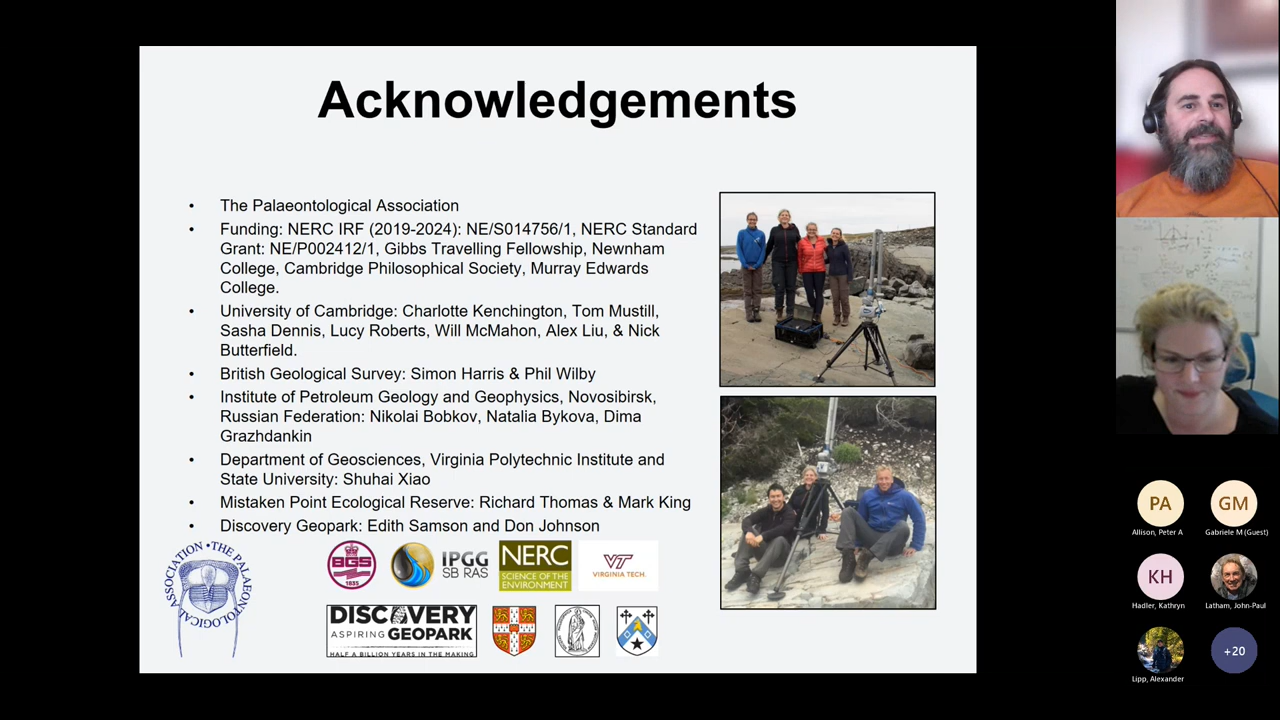 Acknowledgements
• The Palaeontological Association
• Funding: NERC IRF (2019-2024): NE/S014756/1, NERC Standard
Grant: NE/P002412/1, Gibbs Travelling Fellowship, Newnham
College, Cambridge Philosophical Society, Murray Edwards
College.
• University of Cambridge: Charlotte Kenchington, Tom Mustill,
Sasha Dennis, Lucy Roberts, Will McMahon, Alex Liu, & Nick
Butterfield.
• British Geological Survey: Simon Harris & Phil Wilby
• Institute of Petroleum Geology and Geophysics, Novosibirsk,
Russian Federation: Nikolai Bobkov, Natalia Bykova, Dima
Grazhdankin
• Department of Geosciences, Virginia Polytechnic Institute and
State University: Shuhai Xiao
• Mistaken Point Ecological Reserve: Richard Thomas & Mark King
• Discovery Geopark: Edith Samson and Don Johnson
•THE PALAEONTOLOGICAL ASSOCIATION
BGS
1835
IPGG
SB RAS
NERC
SCIENCE OF THE
ENVIRONMENT
VT
VIRGINIA TECH.
DISCOVERY
ASPIRING GEOPARK
HALF A BILLION YEARS IN THE MAKING
PA
GM
Allison, Peter A
Gabriele M (Guest)
KH
Hadler, Kathryn
Latham, John-Paul
Lipp, Alexander
+20